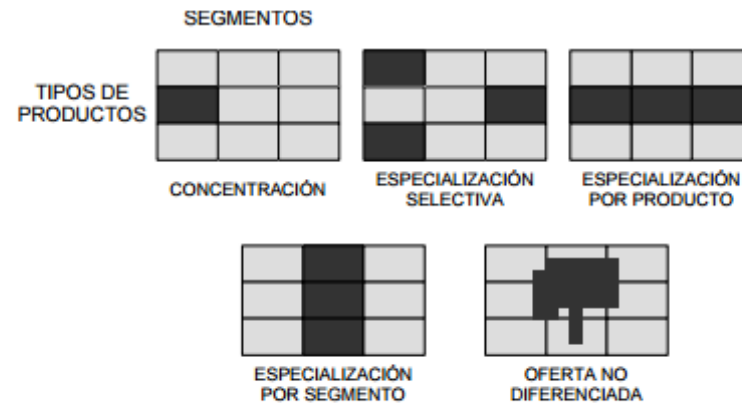 SEGMENTOS
TIPOS DE
PRODUCTOS
CONCENTRACIÓN
ESPECIALIZACIÓN
SELECTIVA
ESPECIALIZACIÓN
POR PRODUCTO
ESPECIALIZACIÓN
POR SEGMENTO
OFERTA NO
DIFERENCIADA